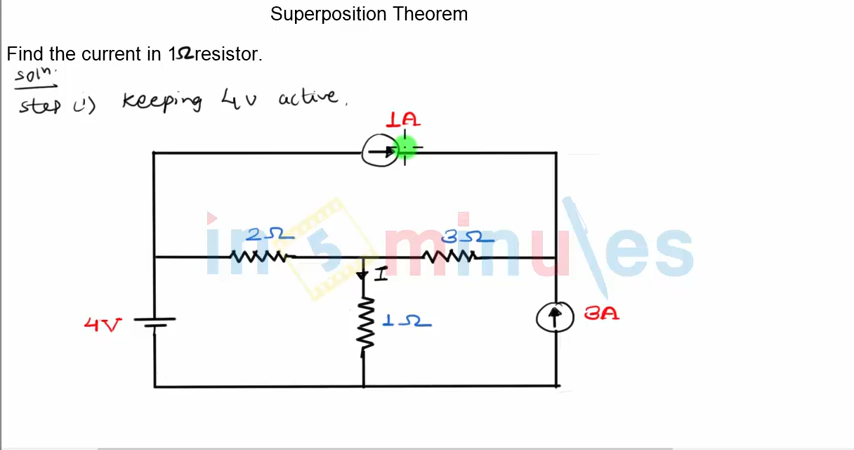 Superposition Theorem
Find the current in 1Ω resistor.
soln.
step (i) keeping 4v active.
1A
in 5 minutes
2Ω
3Ω
I
4V
1Ω
3A